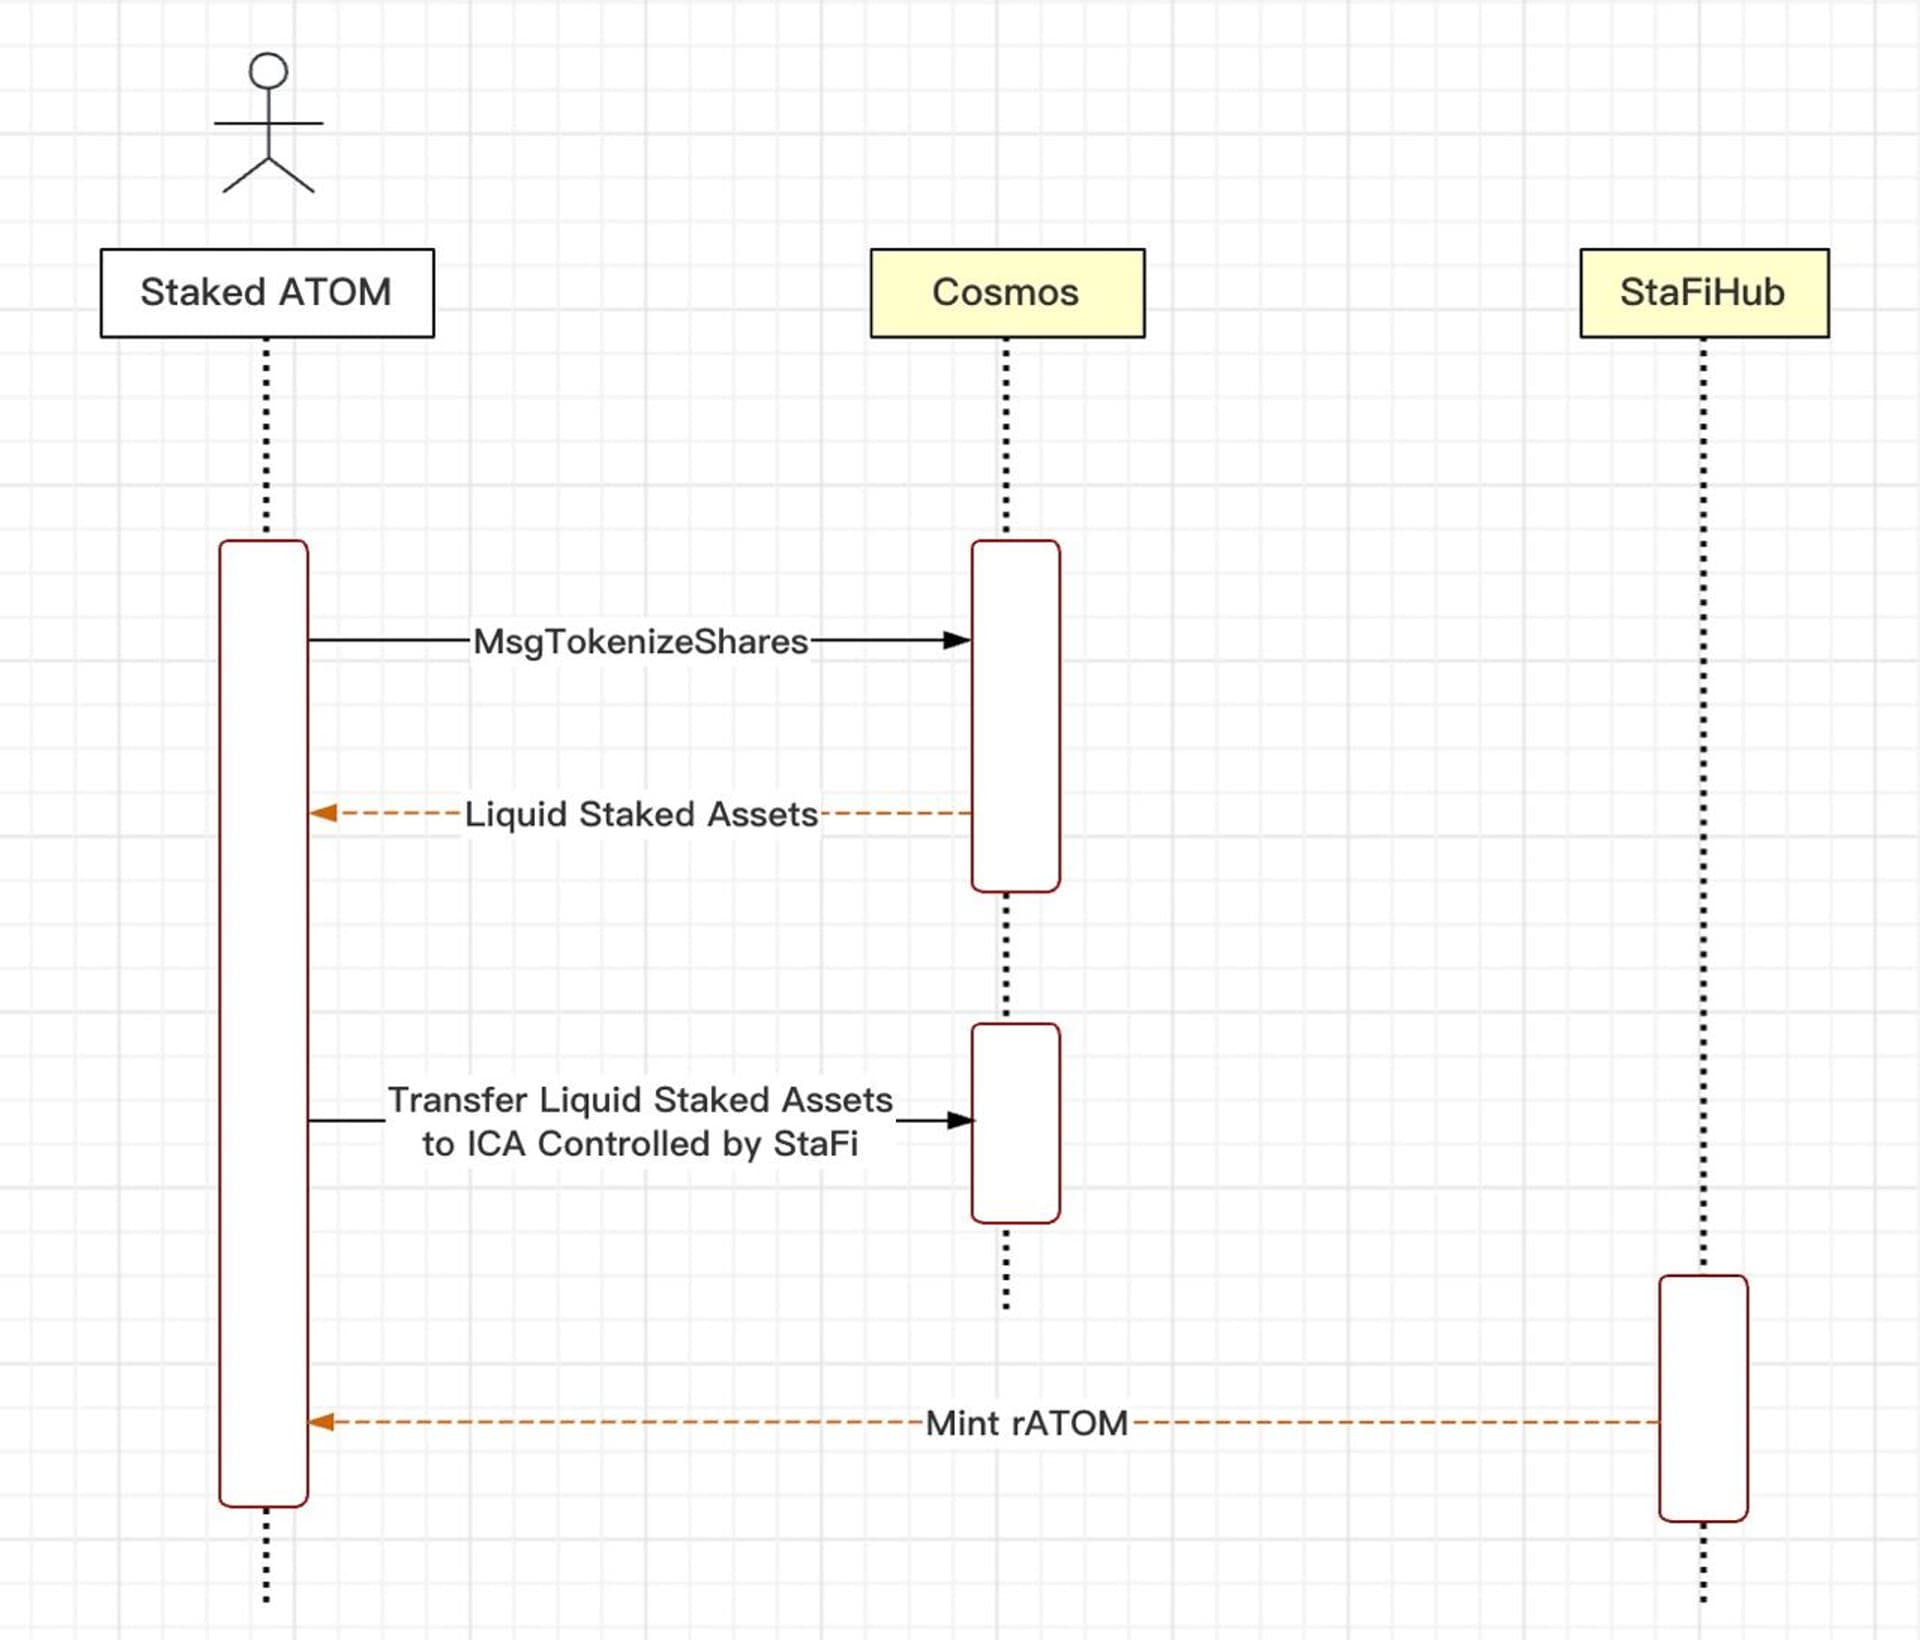 Staked ATOM
Cosmos
StaFiHub
MsgTokenizeShares
Liquid Staked Assets
Transfer Liquid Staked Assets
to ICA Controlled by StaFi
Mint rATOM